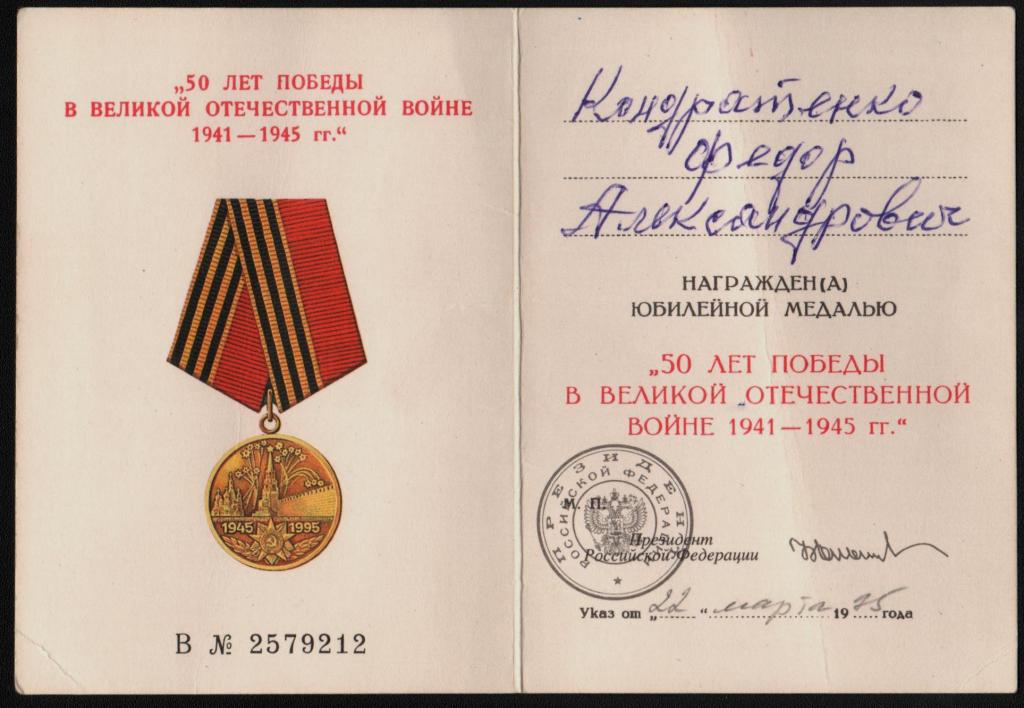 „50 ЛЕТ ПОБЕДЫ
В ВЕЛИКОЙ ОТЕЧЕСТВЕННОЙ ВОЙНЕ
1941—1945 гг.“
1945 1995
В № 2579212
Кондратенко
Федор
Александрович
НАГРАЖДЕН(А)
ЮБИЛЕЙНОЙ МЕДАЛЬЮ
„50 ЛЕТ ПОБЕДЫ
В ВЕЛИКОЙ ОТЕЧЕСТВЕННОЙ
ВОЙНЕ 1941—1945 гг.“
ПРЕЗИДЕН
РОССИЙСКОЙ ФЕДЕРАЦИИ
М. П.
Президент
Российской Федерации
Указ от „22“ марта 1995 года